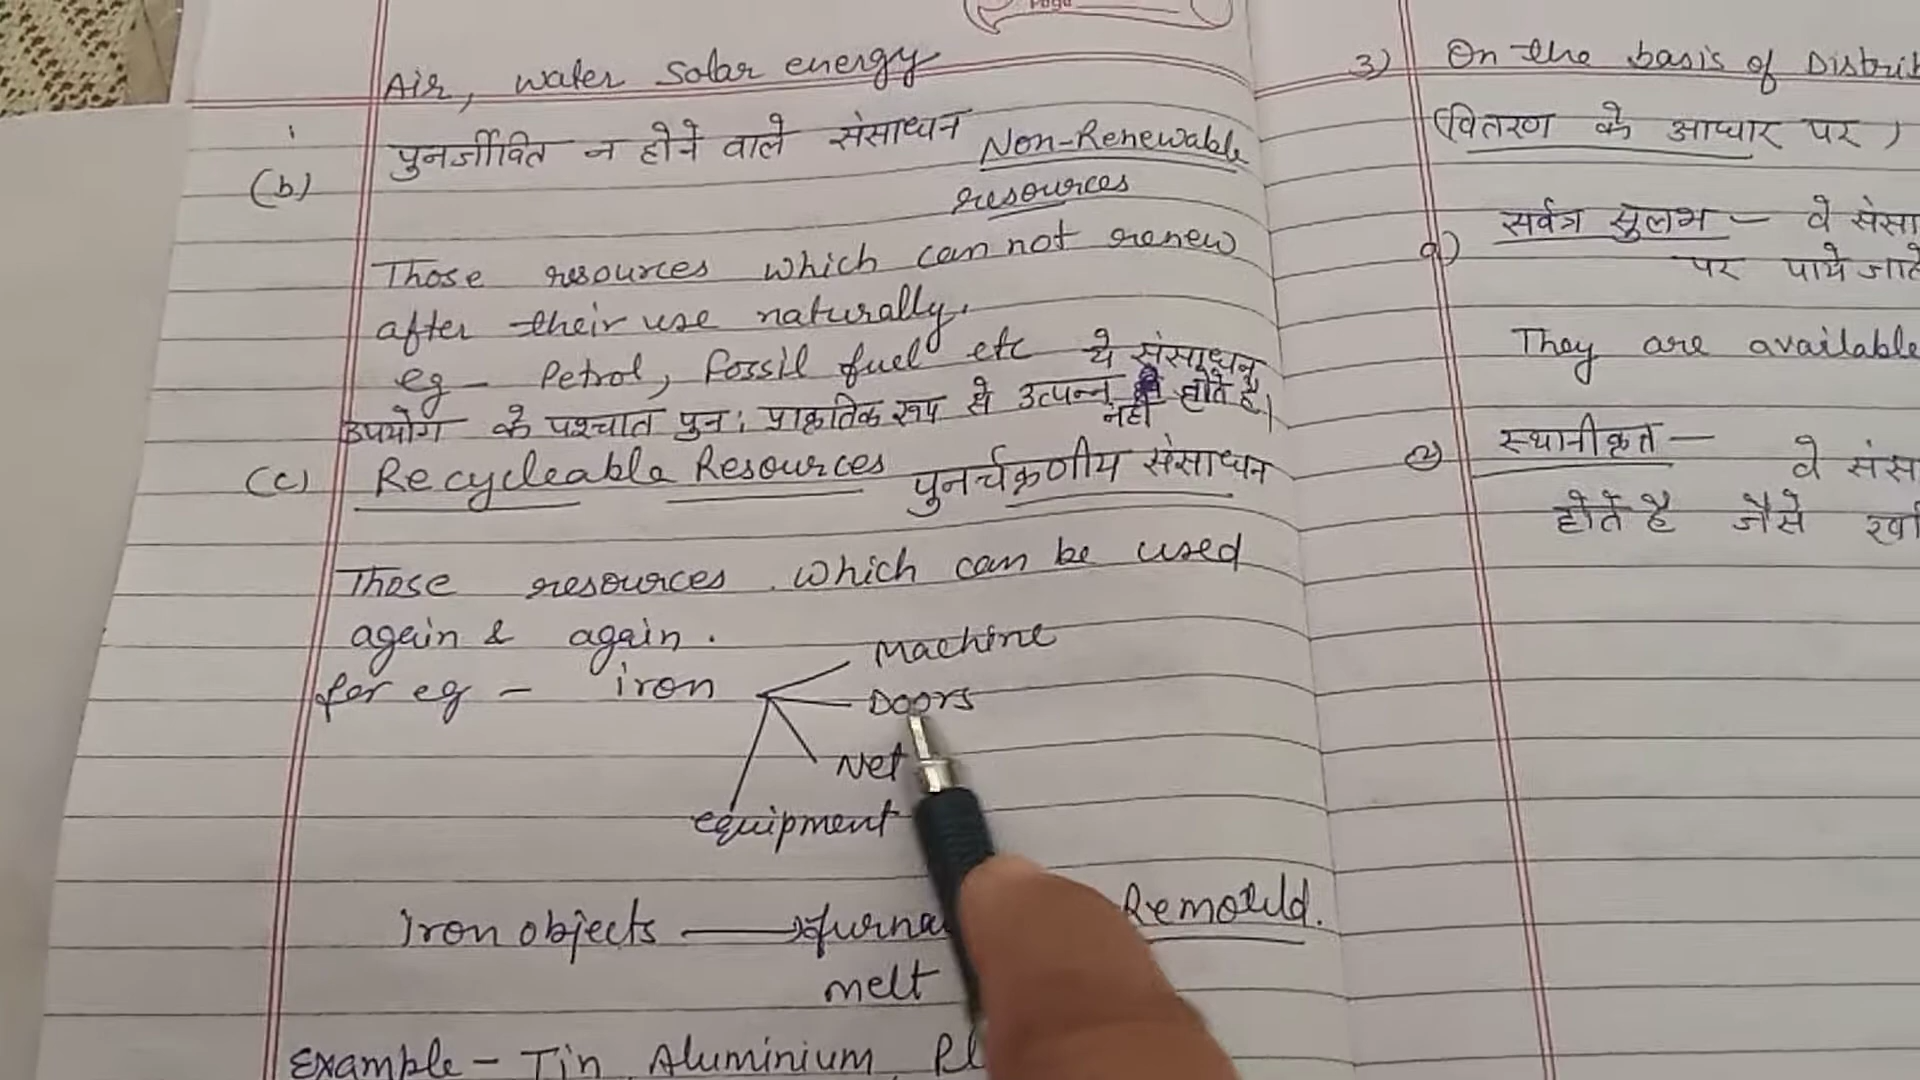 Page
Air, water Solar energy
(b) पुनर्जीवित न होने वाले संसाधन Non-Renewable
resources
Those resources which can not renew
after their use naturally.
eg - Petrol, fossil fuel etc ये संसाधन
उपयोग के पश्चात पुनः प्राकृतिक रूप से उत्पन्न नहीं होते है।
(c) Recycleable Resources पुनर्चक्रणीय संसाधन
Those resources which can be used
again & again.
for eg - iron
Machine
Doors
Net
equipment
Iron objects → Remould.
melt
Example - Tin, Aluminium,
3) On the basis of
(वितरण के आधार पर)
सर्वत्र सुलभ - वे
पर पाये जाते
They are available
स्थानीकृत - वे
होते है जैसे